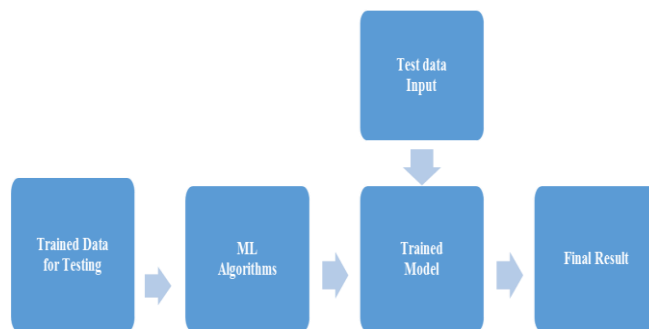 Test data
Input
Trained Data
for Testing
ML
Algorithms
Trained
Model
Final Result